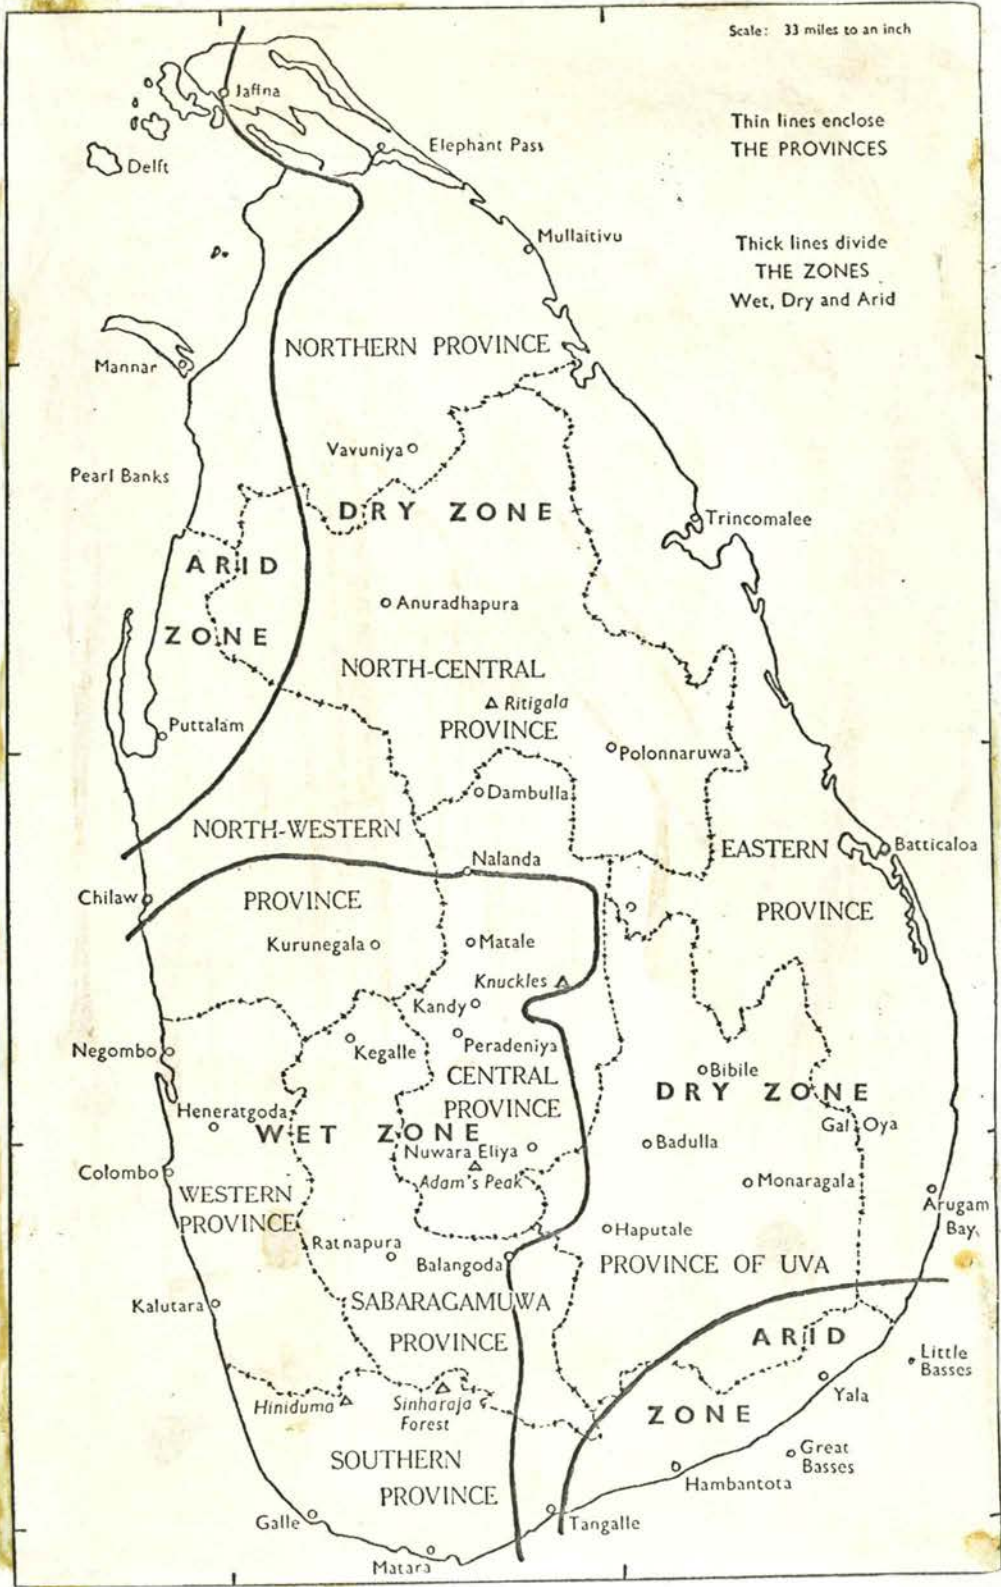 Scale: 33 miles to an inch
Jaffna
Thin lines enclose
THE PROVINCES
Elephant Pass
Delft
Mullaitivu
Thick lines divide
THE ZONES
Wet, Dry and Arid
NORTHERN PROVINCE
Mannar
Vavuniya
Pearl Banks
DRY ZONE
Trincomalee
ARID
ZONE
Anuradhapura
NORTH-CENTRAL
PROVINCE
Ritigala
Puttalam
Polonnaruwa
Dambulla
NORTH-WESTERN
PROVINCE
EASTERN
PROVINCE
Batticaloa
Nalanda
Chilaw
Kurunegala
Matale
Knuckles
Kandy
Negombo
Kegalle
Peradeniya
CENTRAL
PROVINCE
Bibile
DRY ZONE
Heneratgoda
WET ZONE
Gal Oya
Nuwara Eliya
Badulla
Colombo
Adam's Peak
Monaragala
WESTERN
PROVINCE
Arugam
Bay
Ratnapura
Haputale
Balangoda
PROVINCE OF UVA
Kalutara
SABARAGAMUWA
PROVINCE
ARID
ZONE
Little
Basses
Yala
Hiniduma
Sinharaja
Forest
SOUTHERN
PROVINCE
Great
Basses
Hambantota
Galle
Tangalle
Matara